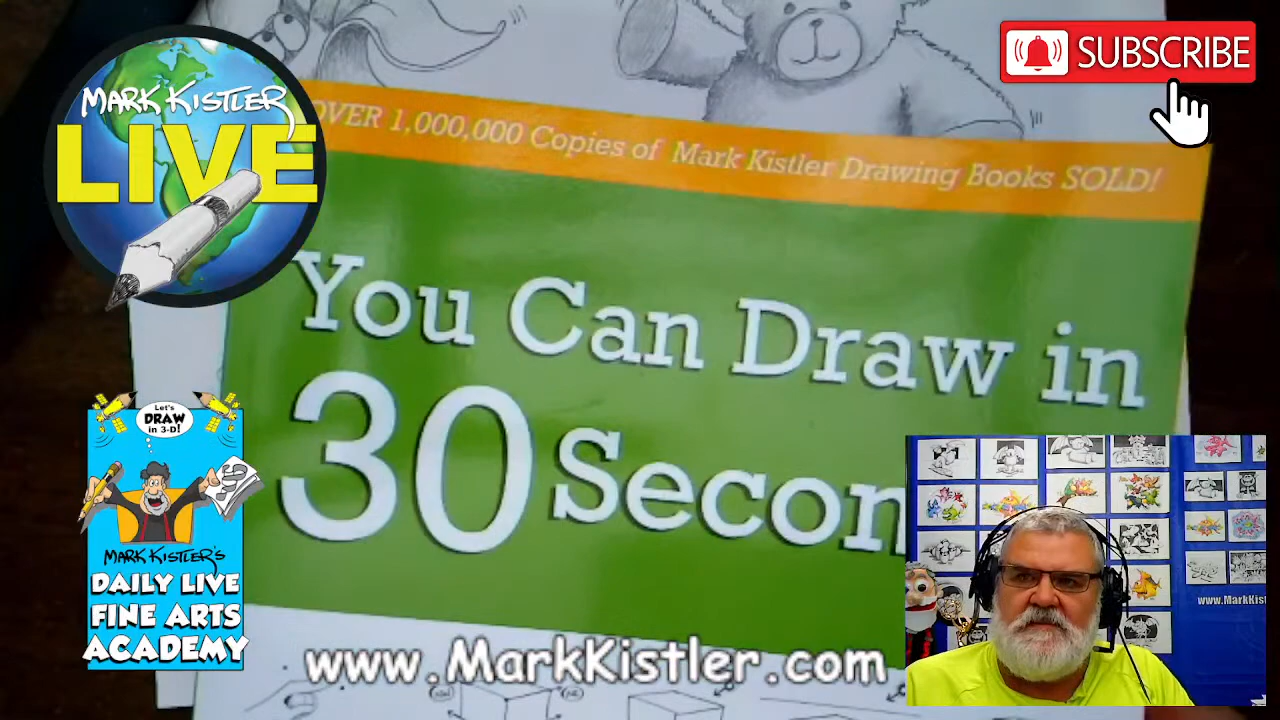 MARK KISTLER
LIVE
SUBSCRIBE
OVER 1,000,000 Copies of Mark Kistler Drawing Books SOLD!
You Can Draw in
30 Secon
Let's
DRAW
in 3-D!
MARK KISTLER'S
DAILY LIVE
FINE ARTS
ACADEMY
www.MarkKistler.com
www.MarkKist